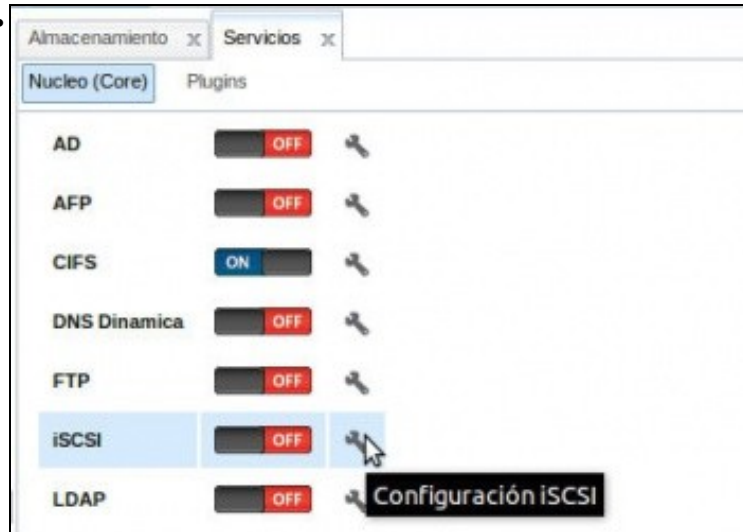 Almacenamiento x Servicios x
Nucleo (Core) Plugins
AD OFF
AFP OFF
CIFS ON
DNS Dinamica OFF
FTP OFF
iSCSI OFF
LDAP OFF
Configuración iSCSI